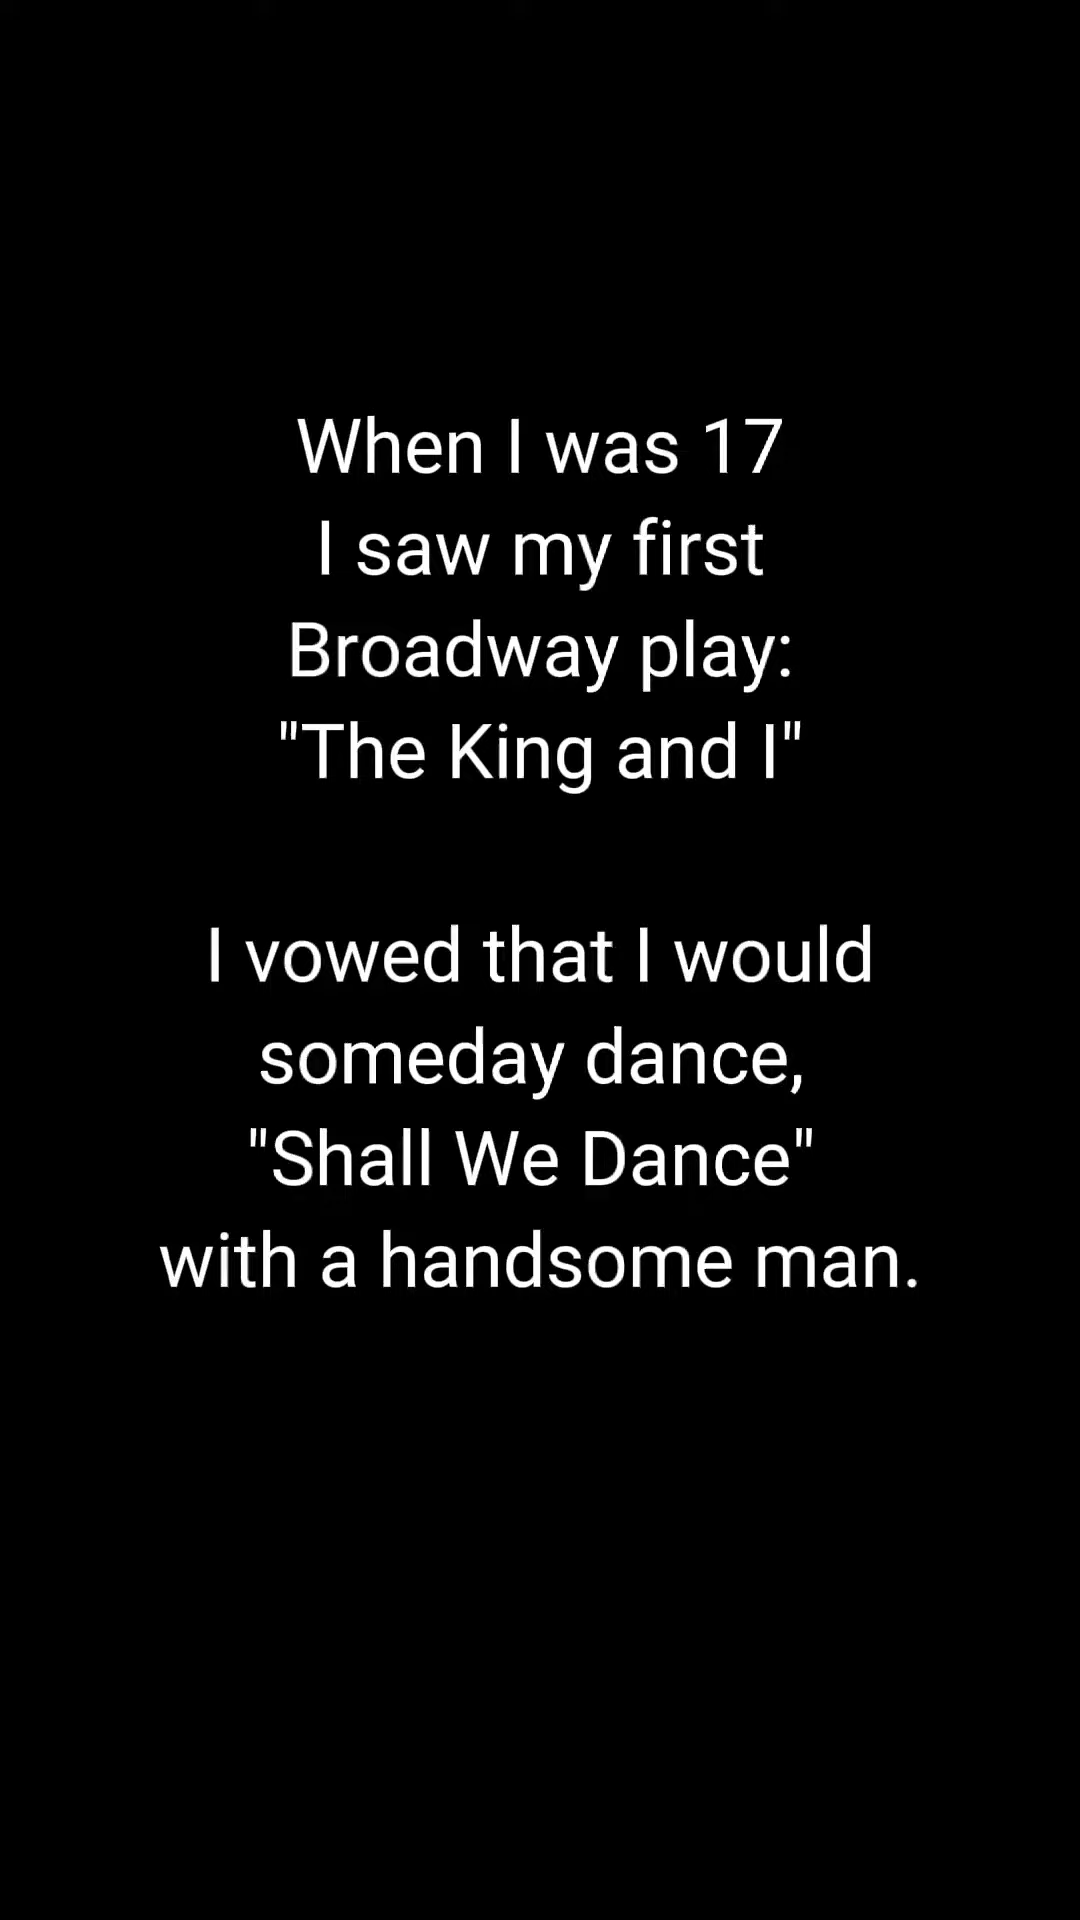 When I was 17
I saw my first
Broadway play:
"The King and I"
I vowed that I would
someday dance,
"Shall We Dance"
with a handsome man.